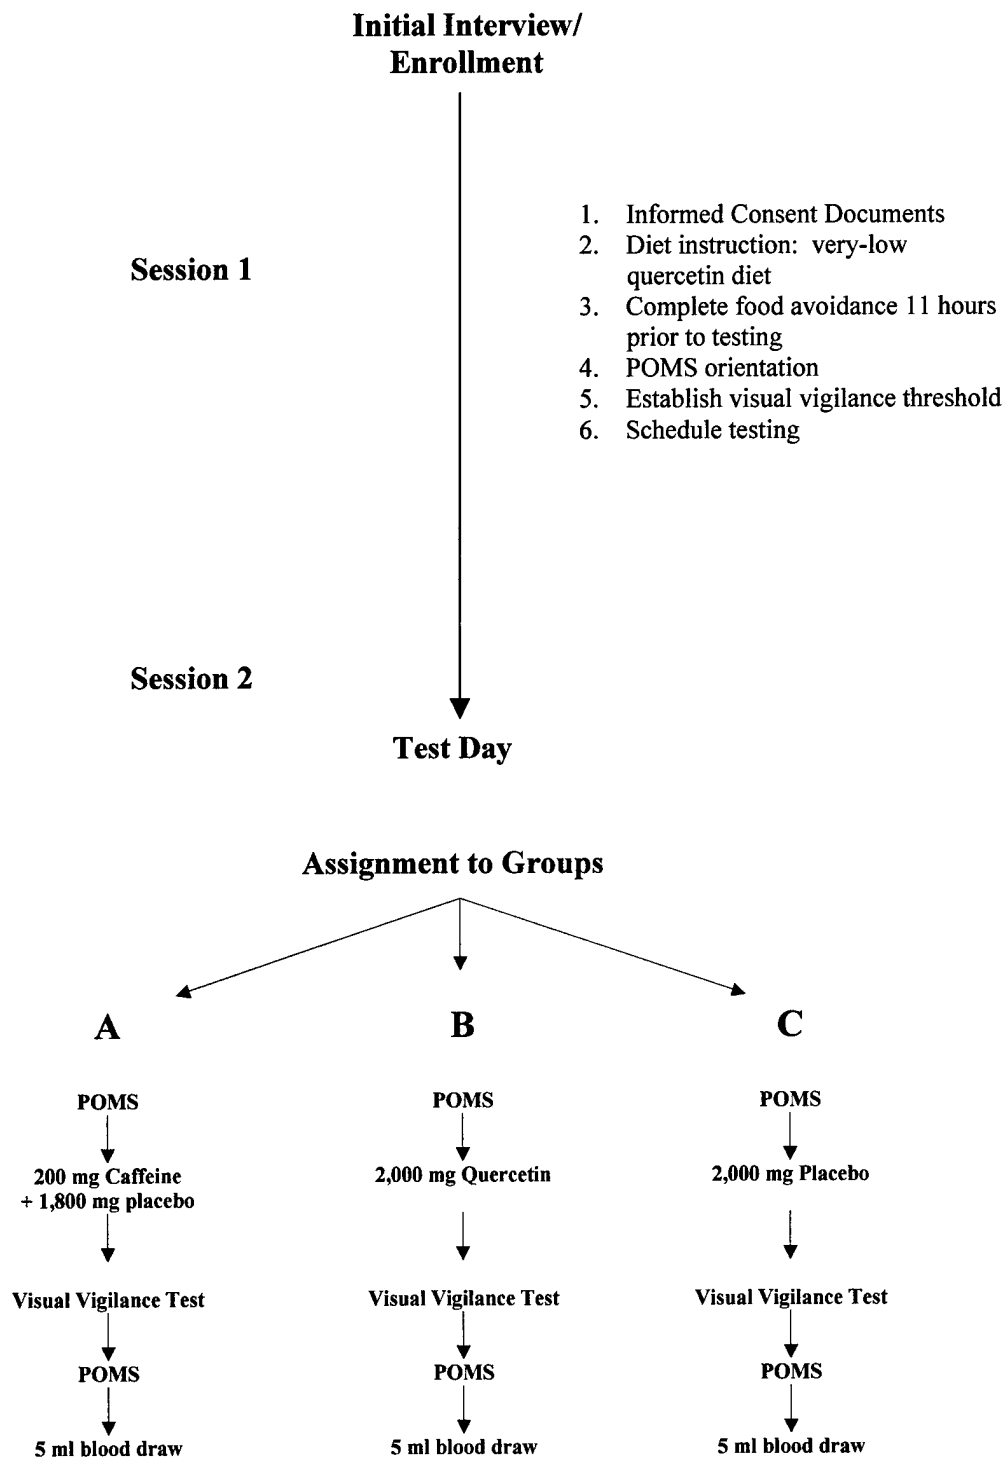 Initial Interview/
Enrollment
Session 1
1. Informed Consent Documents
2. Diet instruction: very-low
quercetin diet
3. Complete food avoidance 11 hours
prior to testing
4. POMS orientation
5. Establish visual vigilance threshold
6. Schedule testing
Session 2
Test Day
Assignment to Groups
A
B
C
POMS
200 mg Caffeine
+ 1,800 mg placebo
Visual Vigilance Test
POMS
5 ml blood draw
POMS
2,000 mg Quercetin
Visual Vigilance Test
POMS
5 ml blood draw
POMS
2,000 mg Placebo
Visual Vigilance Test
POMS
5 ml blood draw